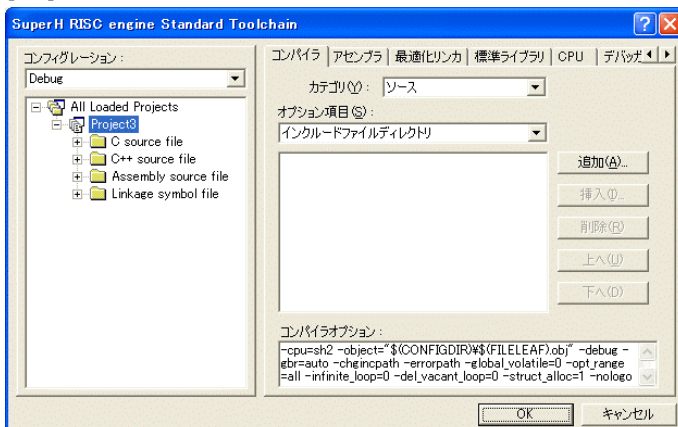 SuperH RISC engine Standard Toolchain
コンフィグレーション :
Debug
All Loaded Projects
Project3
C source file
C++ source file
Assembly source file
Linkage symbol file
コンパイラ アセンブラ 最適化リンカ 標準ライブラリ CPU デバッガ
カテゴリ(Y) : ソース
オプション項目(S) :
インクルードファイルディレクトリ
追加(A)...
挿入(I)...
削除(R)
上へ(U)
下へ(D)
コンパイラオプション :
-cpu=sh2 -object="$(CONFIGDIR)¥$(FILELEAF).obj" -debug -
gbr=auto -chgincpath -errorpath -global_volatile=0 -opt_range
=all -infinite_loop=0 -del_vacant_loop=0 -struct_alloc=1 -nologo
OK キャンセル